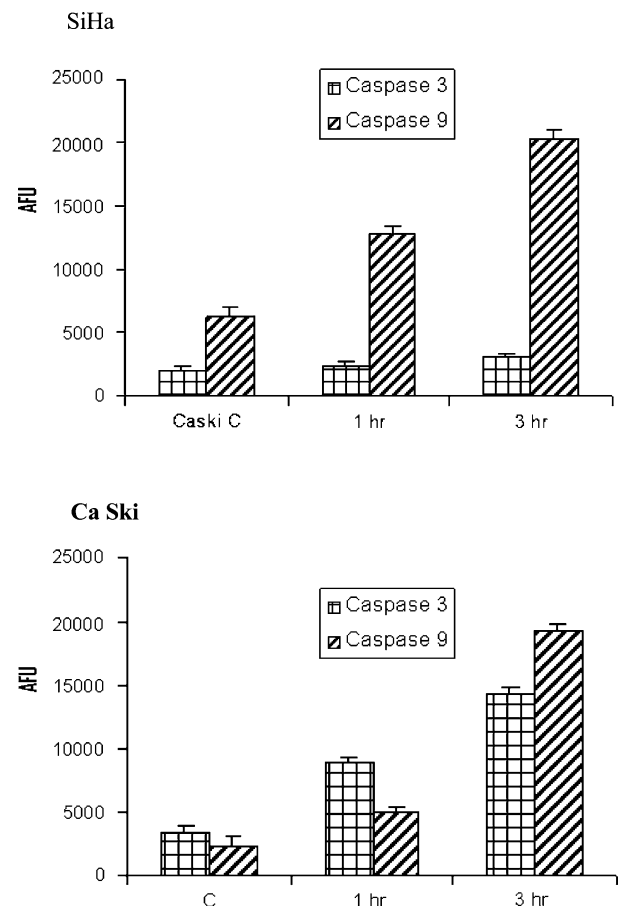 SiHa
25000
20000
15000
10000
5000
0
AFU
Caspase 3
Caspase 9
Caski C
1 hr
3 hr
Ca Ski
25000
20000
15000
10000
5000
0
AFU
Caspase 3
Caspase 9
C
1 hr
3 hr